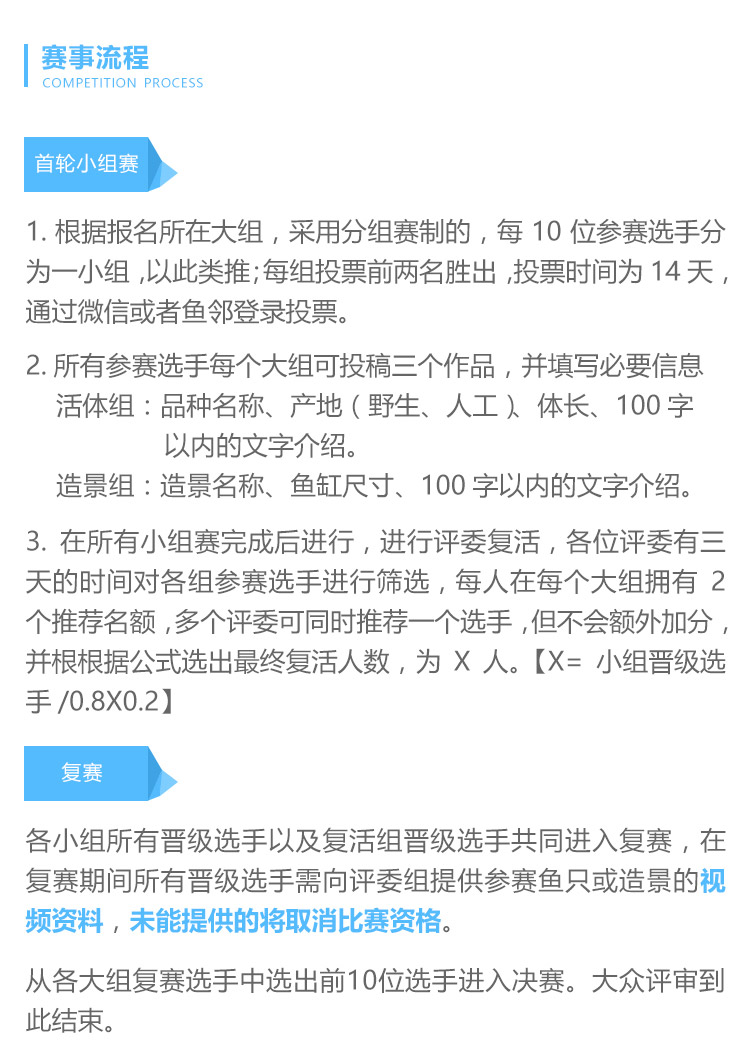 赛事流程
COMPETITION PROCESS
首轮小组赛
1. 根据报名所在大组，采用分组赛制的，每 10 位参赛选手分
为一小组，以此类推；每组投票前两名胜出，投票时间为 14 天，
通过微信或者鱼邻登录投票。
2. 所有参赛选手每个大组可投稿三个作品，并填写必要信息
活体组：品种名称、产地（野生、人工）、体长、100 字
以内的文字介绍。
造景组：造景名称、鱼缸尺寸、100 字以内的文字介绍。
3. 在所有小组赛完成后进行，进行评委复活，各位评委有三
天的时间对各组参赛选手进行筛选，每人在每个大组拥有 2
个推荐名额，多个评委可同时推荐一个选手，但不会额外加分，
并根根据公式选出最终复活人数，为 X 人。【X= 小组晋级选
手 /0.8X0.2】
复赛
各小组所有晋级选手以及复活组晋级选手共同进入复赛，在
复赛期间所有晋级选手需向评委组提供参赛鱼只或造景的视
频资料，未能提供的将取消比赛资格。
从各大组复赛选手中选出前10位选手进入决赛。大众评审到
此结束。